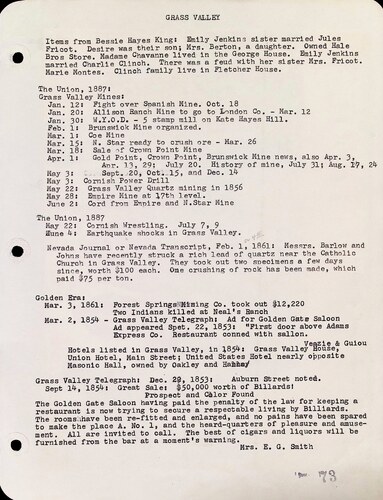 GRASS VALLEY
Items from Bessie Hayes King: Emily Jenkins sister married Jules
Fricot. Desire was their son; Mrs. Berton, a daughter. Owned Hale
Bros Store. Madame Chavanne lived in the George House. Emily Jenkins
married Charlie Clinch. There was a feud with her sister Mrs. Fricot.
Marie Montes. Clinch family live in Fletcher House.
The Union, 1887:
Grass Valley Mines:
Jan. 12: Fight over Spanish Mine, Oct. 18
Jan. 20: Allison Ranch Mine to go to London Co. - Mar. 12
Jan. 30: W.Y.O.D. - 5 stamp mill on Kate Hayes Hill.
Feb. 1: Brunswick Mine organized.
Mar. 1: Coe Mine
Mar. 15: N. Star ready to crush ore - Mar. 26
Mar. 18: Sale of Crown Point Mine
Apr. 1: Gold Point, Crown Point, Brunswick Mine news, also Apr. 3,
Apr. 13, 29; July 20. History of mine, July 31; Aug. 17, 24
May 3: Sept. 20, Oct. 15, and Dec. 14
May 3: Cornish Power Drill
May 22: Grass Valley Quartz mining in 1856
May 28: Empire Mine at 17th level.
June 21: Cord from Empire and N.Star Mine
The Union, 1887
May 22: Cornish Wrestling. July 7, 9
June 4: Earthquake shocks in Grass Valley.
Nevada Journal or Nevada Transcript, Feb. 1, 1861: Messrs. Barlow and
Johns have recently struck a rich lead of quartz near the Catholic
Church in Grass Valley. They took out two specimens a few days
since, worth $100 each. One crushing of rock has been made, which
paid $75 per ton.
Golden Era:
Mar. 3, 1861: Forest Springs Mining Co. took out $12,220
Two Indians killed at Neal's Ranch
Mar. 2, 1854 - Grass Valley Telegraph: Ad for Golden Gate Saloon
Ad appeared Spet. 22, 1853: "First door above Adams
Express Co. Restaurant connected with sallon.
Veazie & Guiou
Hotels listed in Grass Valley, in 1854: Grass Valley House,
Union Hotel, Main Street; United States Hotel nearly opposite
Masonic Hall, owned by Oakley and
Grass Valley Telegraph: Dec. 29, 1853: Auburn Street noted.
Sept 14, 1854: Great Sale: $50,000 worth of Billiards!
Prospect and Color Found
The Golden Gate Saloon having paid the penalty of the law for keeping a
restaurant is now trying to secure a respectable living by Billiards.
The rooms have been re-fitted and enlarged, and no pains have been spared
to make the place A. No. 1, and the heard-quarters of pleasure and amuse-
ment. All are invited to call. The best of cigars and liquors will be
furnished from the bar at a moment's warning.
Mrs. E. G. Smith
73